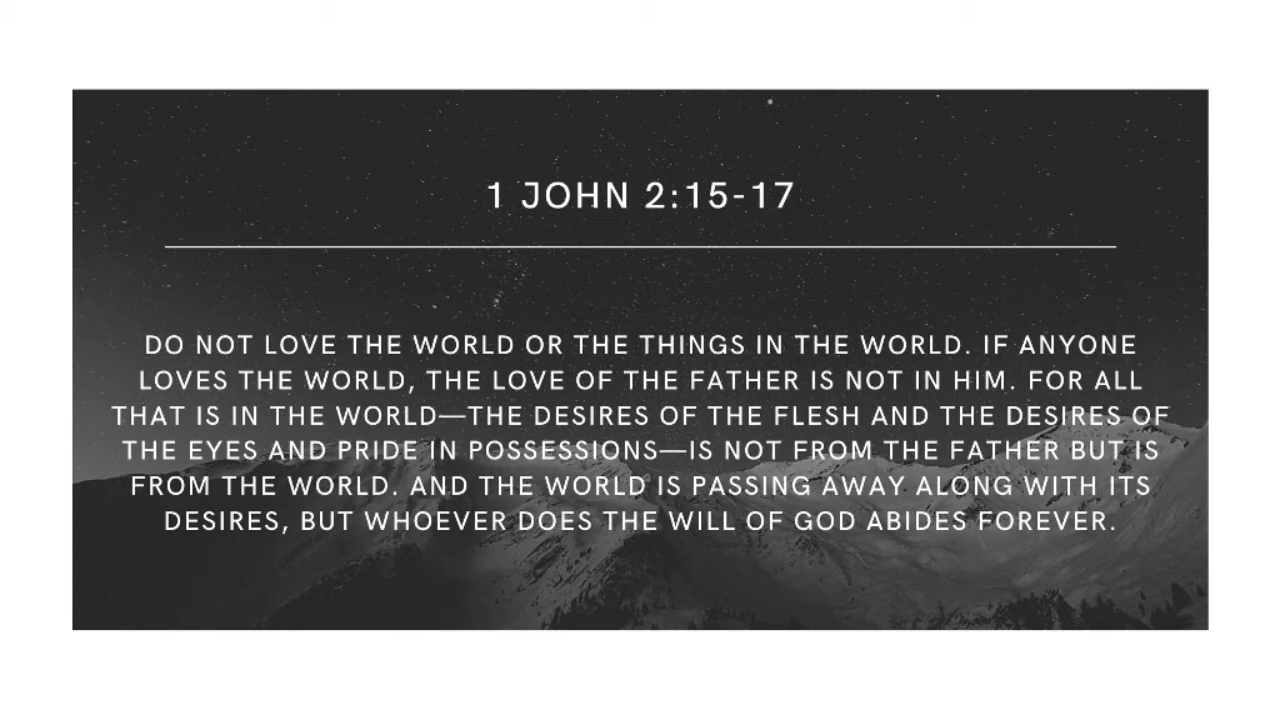 1 JOHN 2:15-17
DO NOT LOVE THE WORLD OR THE THINGS IN THE WORLD. IF ANYONE
LOVES THE WORLD, THE LOVE OF THE FATHER IS NOT IN HIM. FOR ALL
THAT IS IN THE WORLD—THE DESIRES OF THE FLESH AND THE DESIRES OF
THE EYES AND PRIDE IN POSSESSIONS—IS NOT FROM THE FATHER BUT IS
FROM THE WORLD. AND THE WORLD IS PASSING AWAY ALONG WITH ITS
DESIRES, BUT WHOEVER DOES THE WILL OF GOD ABIDES FOREVER.